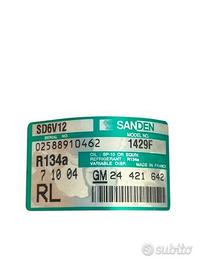 SD6V12
SERIAL NO.
SANDEN
MODEL NO.
02588910462
1429F
R134a
OIL: SP-10 OR EQUIV.
REFRIGERANT R134a
VARIABLE DISP. MADE IN FRANCE
7 10 04
GM 24 421 642
RL
subito